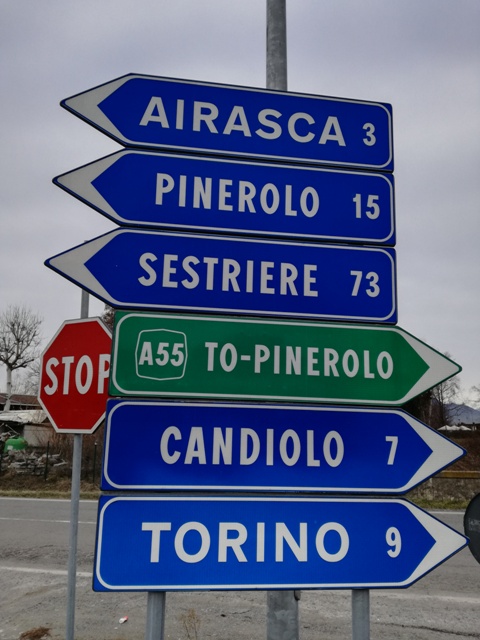 AIRASCA 3
PINEROLO 15
SESTRIERE 73
STOP
A55 TO-PINEROLO
CANDIOLO 7
TORINO 9